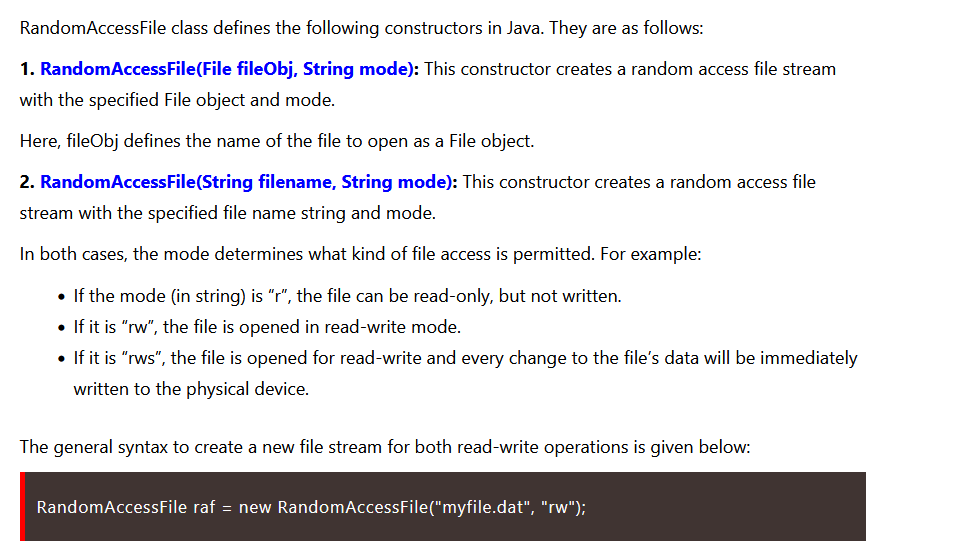 RandomAccessFile class defines the following constructors in Java. They are as follows:
1. RandomAccessFile(File fileObj, String mode): This constructor creates a random access file stream
with the specified File object and mode.
Here, fileObj defines the name of the file to open as a File object.
2. RandomAccessFile(String filename, String mode): This constructor creates a random access file
stream with the specified file name string and mode.
In both cases, the mode determines what kind of file access is permitted. For example:
• If the mode (in string) is “r”, the file can be read-only, but not written.
• If it is “rw”, the file is opened in read-write mode.
• If it is “rws”, the file is opened for read-write and every change to the file’s data will be immediately
written to the physical device.
The general syntax to create a new file stream for both read-write operations is given below:
RandomAccessFile raf = new RandomAccessFile("myfile.dat", "rw");